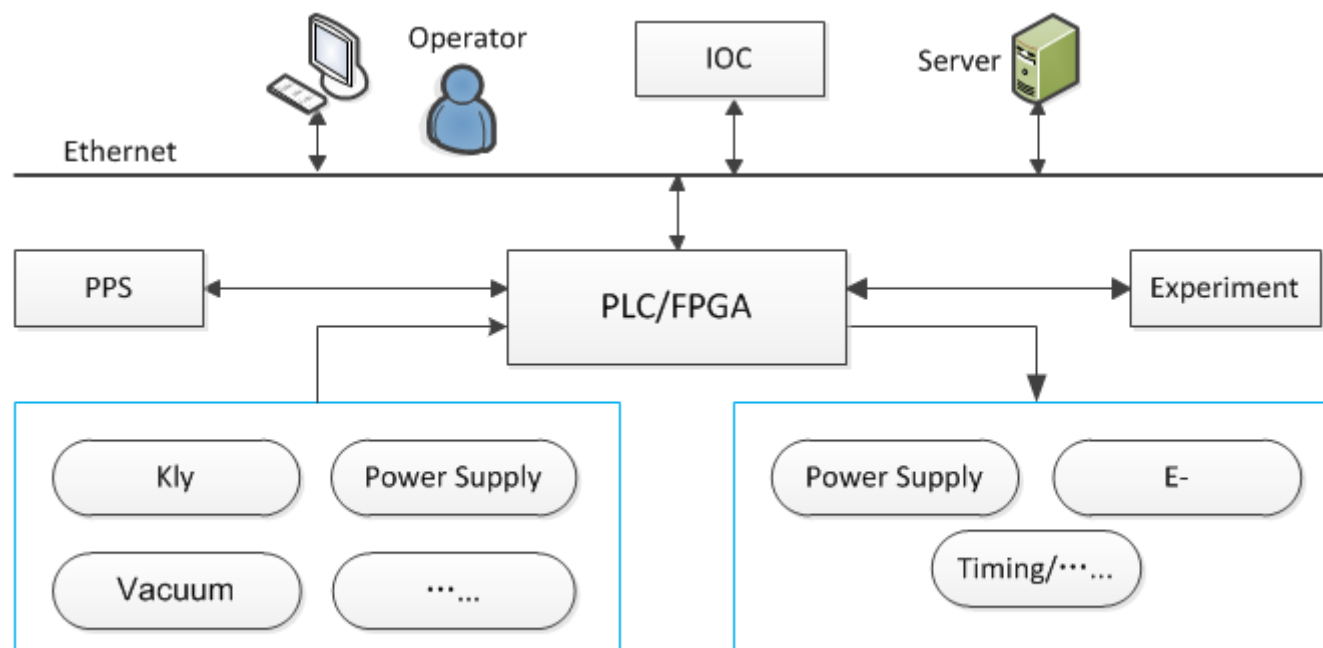 Operator
IOC
Server
Ethernet
PPS
PLC/FPGA
Experiment
Kly
Power Supply
Power Supply
E-
Vacuum
…...
Timing/…...